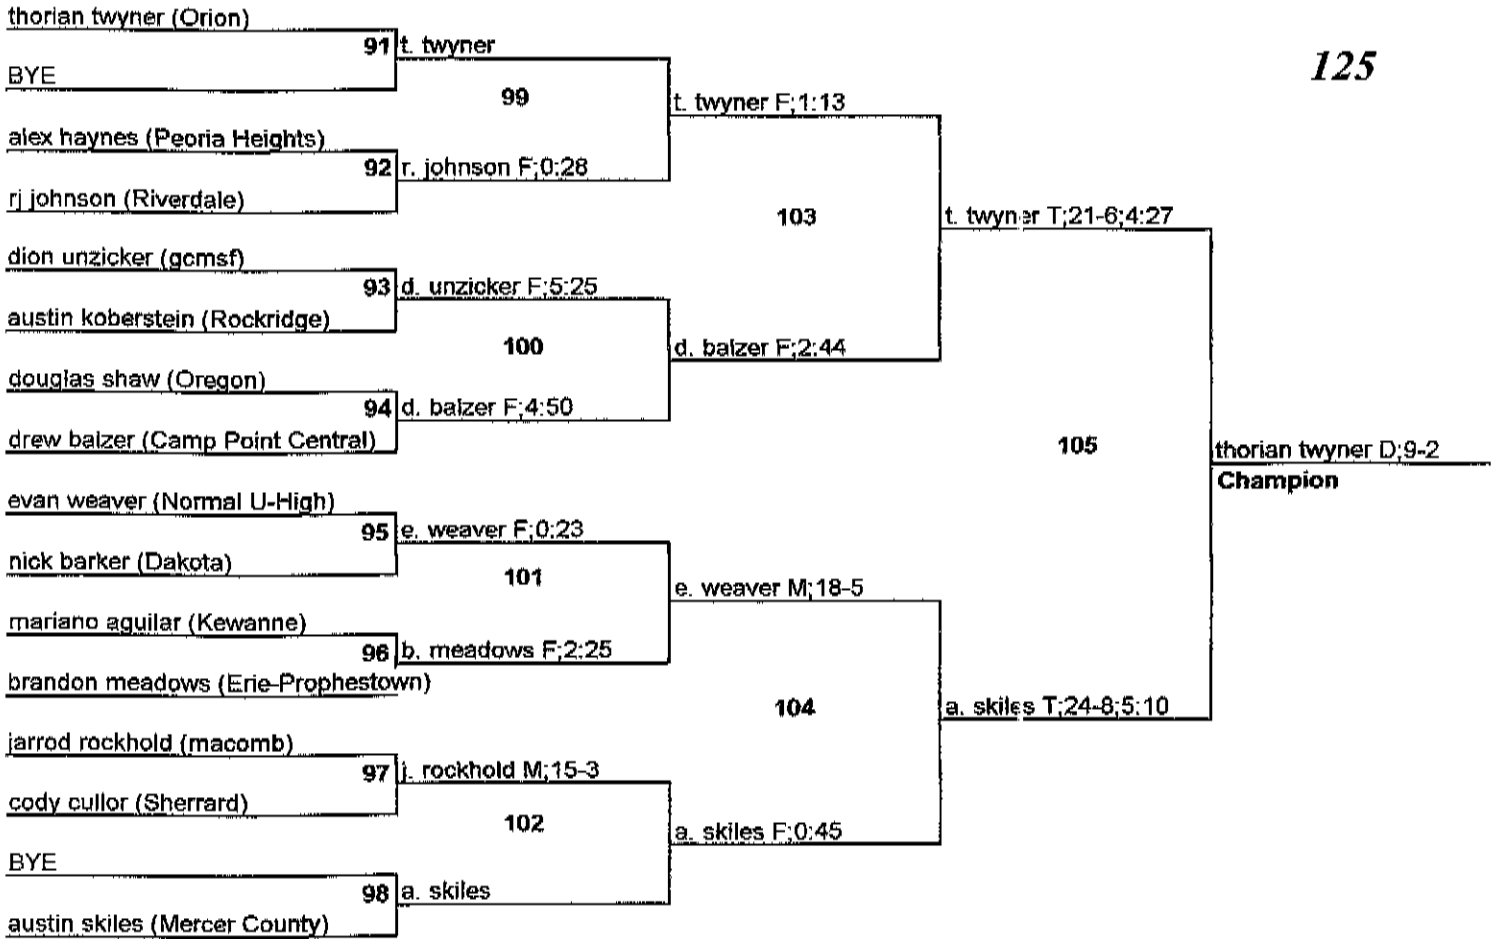 thorian twyner (Orion)
BYE
alex haynes (Peoria Heights)
rj johnson (Riverdale)
dion unzicker (gcmsf)
austin koberstein (Rockridge)
douglas shaw (Oregon)
drew balzer (Camp Point Central)
evan weaver (Normal U-High)
nick barker (Dakota)
mariano aguilar (Kewanne)
brandon meadows (Erie-Prophestown)
jarrod rockhold (macomb)
cody cullor (Sherrard)
BYE
austin skiles (Mercer County)
91 t. twyner
92 r. johnson F;0:28
93 d. unzicker F;5:25
94 d. balzer F;4:50
95 e. weaver F;0:23
96 b. meadows F;2:25
97 j. rockhold M;15-3
98 a. skiles
99
100
101
102
t. twyner F;1:13
d. balzer F;2:44
e. weaver M;18-5
a. skiles F;0:45
103
104
t. twyner T;21-6;4:27
a. skiles T;24-8;5:10
105
thorian twyner D;9-2
Champion
125